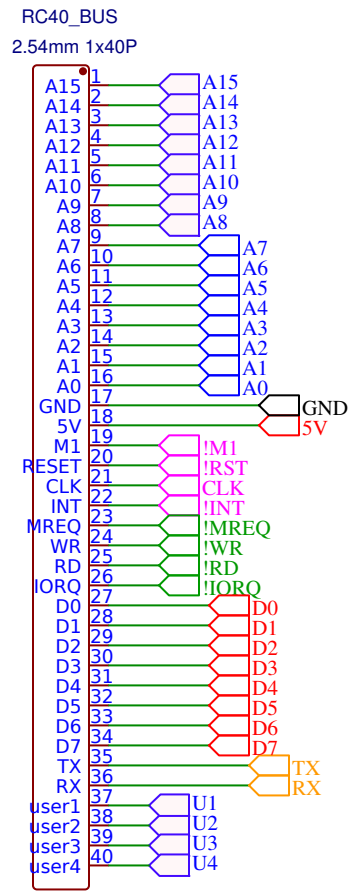 RC40_BUS
2.54mm 1x40P
A15 1 A15
A14 2 A14
A13 3 A13
A12 4 A12
A11 5 A11
A10 6 A10
A9 7 A9
A8 8 A8
A7 9 A7
A6 10 A6
A5 11 A5
A4 12 A4
A3 13 A3
A2 14 A2
A1 15 A1
A0 16 A0
GND 17 GND
5V 18 5V
M1 19 !M1
RESET 20 !RST
CLK 21 CLK
INT 22 !INT
MREQ 23 !MREQ
WR 24 !WR
RD 25 !RD
IORQ 26 !IORQ
D0 27 D0
D1 28 D1
D2 29 D2
D3 30 D3
D4 31 D4
D5 32 D5
D6 33 D6
D7 34 D7
TX 35 TX
RX 36 RX
user1 37 U1
user2 38 U2
user3 39 U3
user4 40 U4